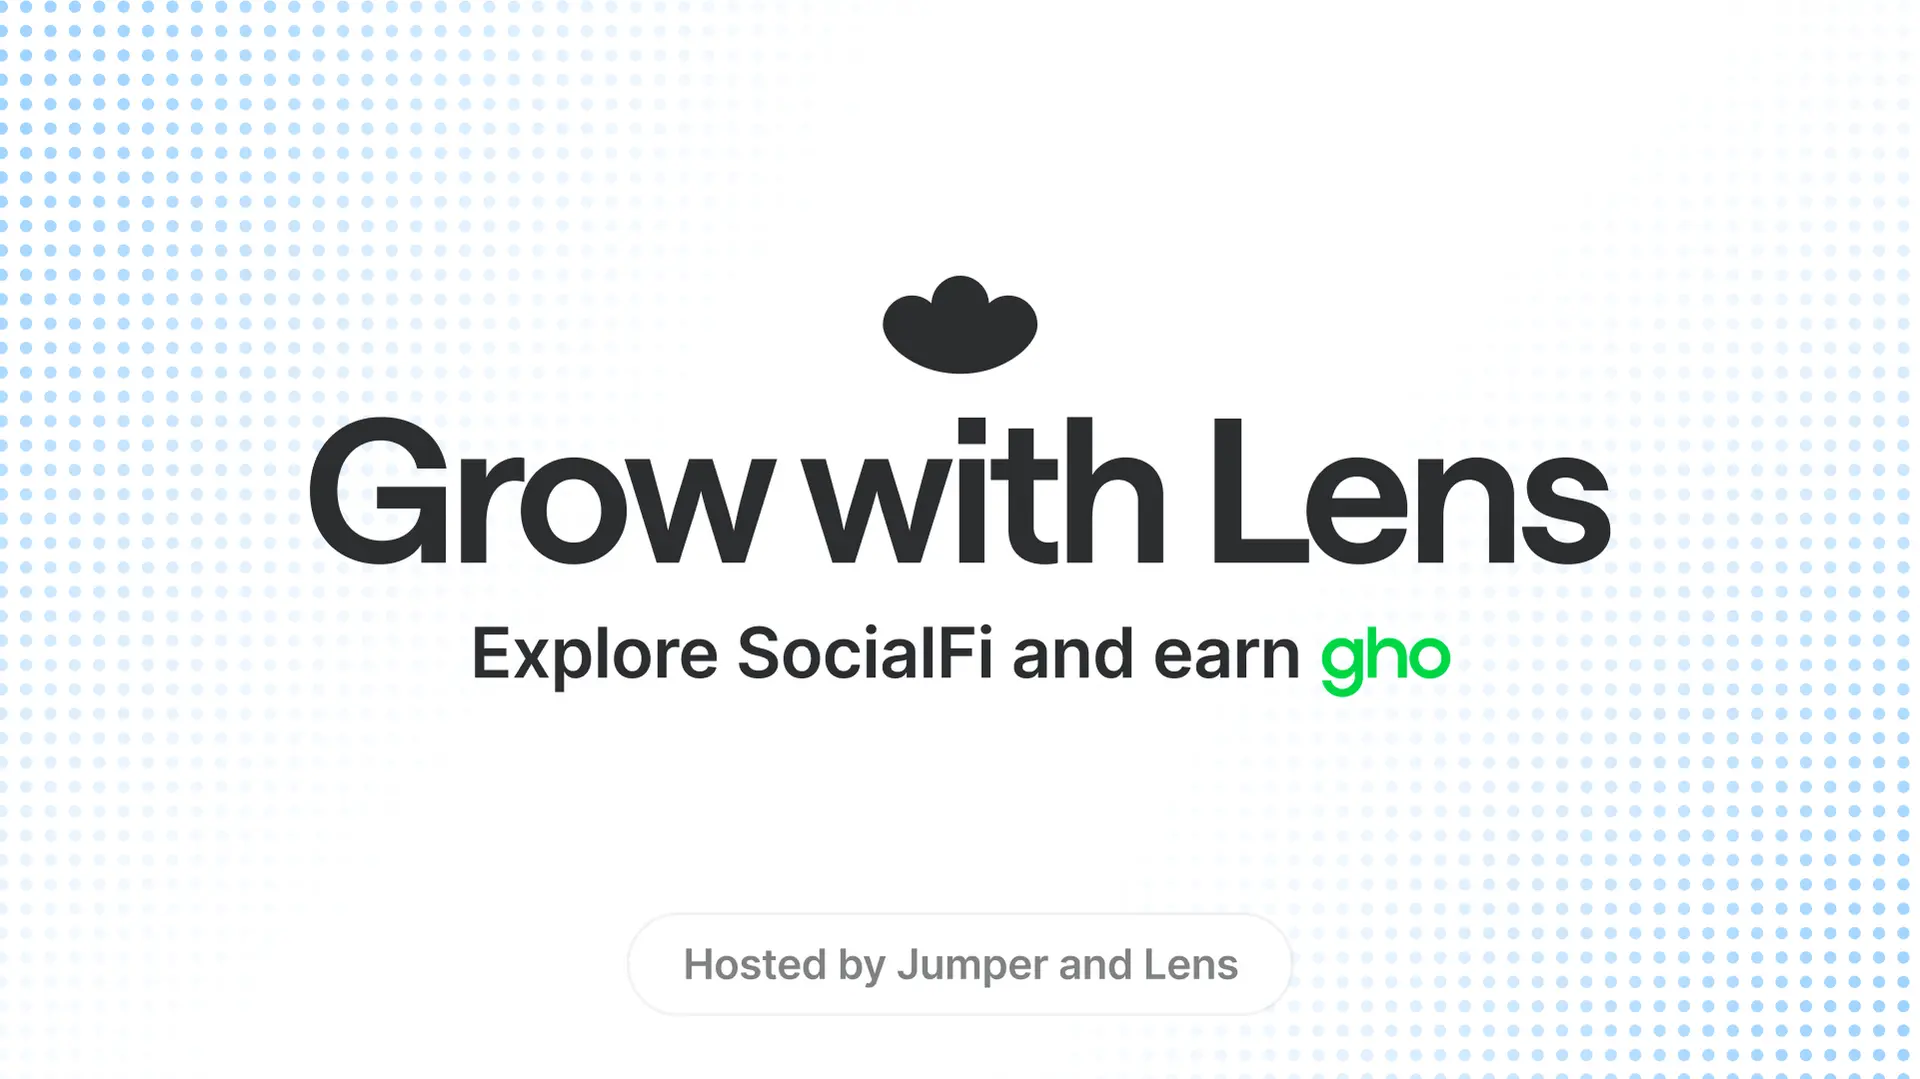 Grow with Lens
Explore SocialFi and earn gho
Hosted by Jumper and Lens